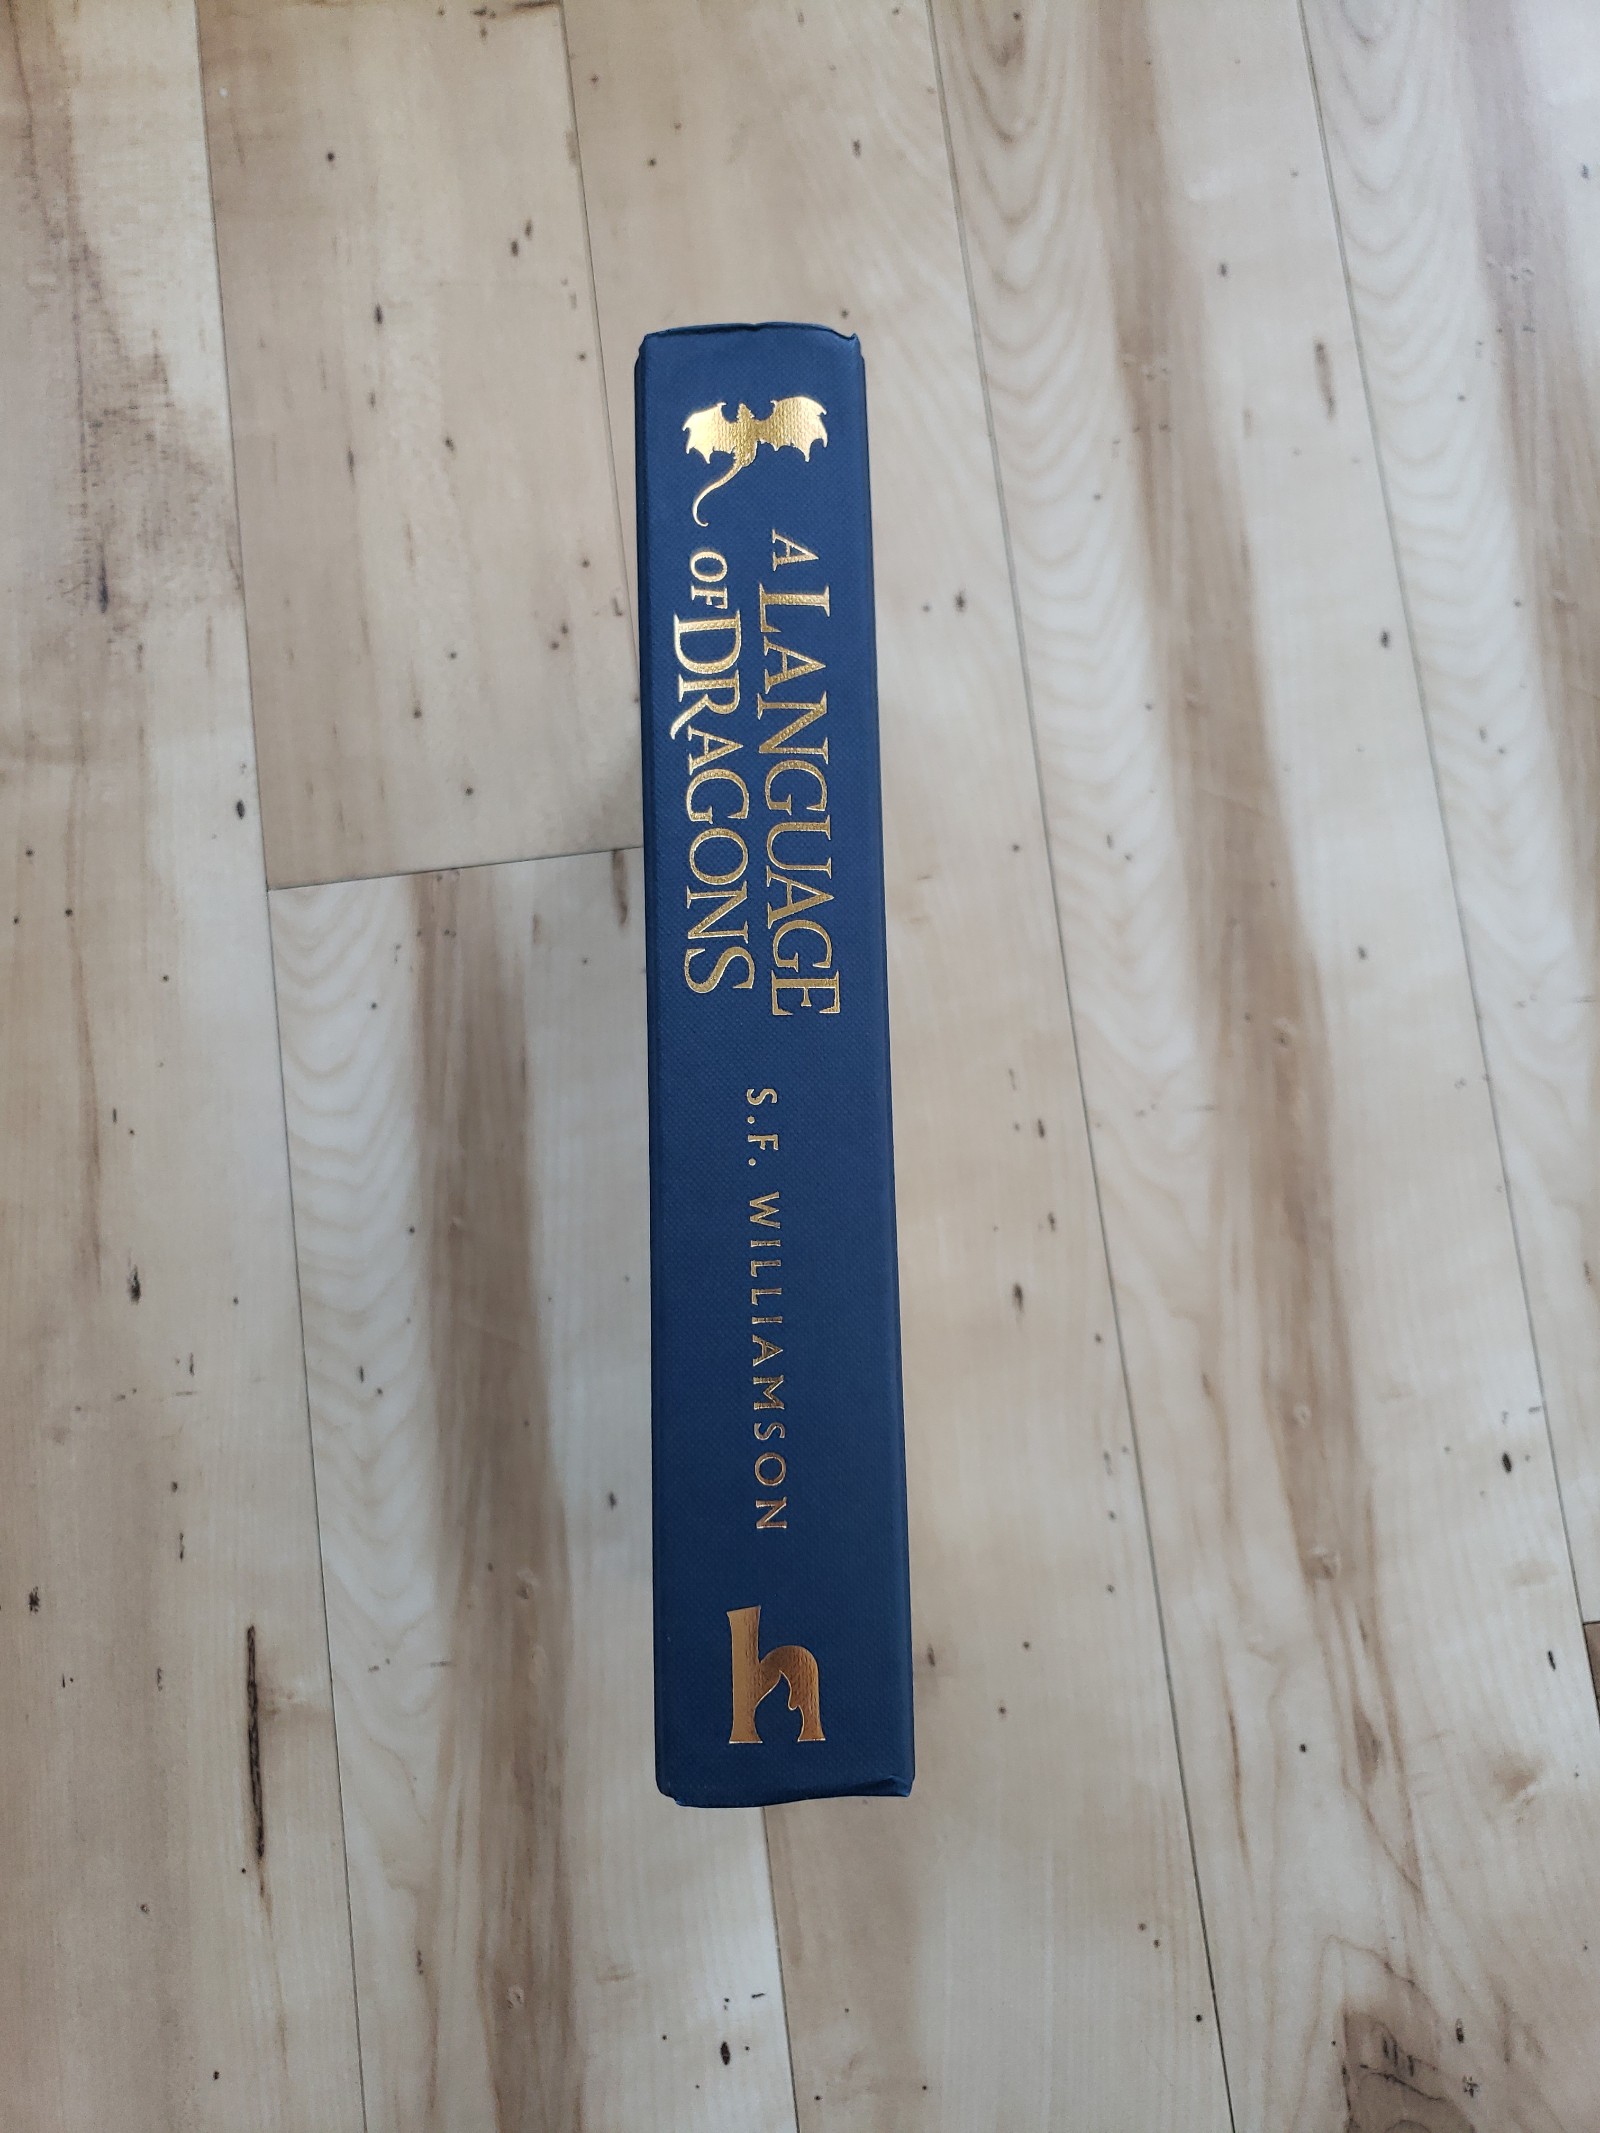 A LANGUAGE
OF DRAGONS
S.F. WILLIAMSON
h